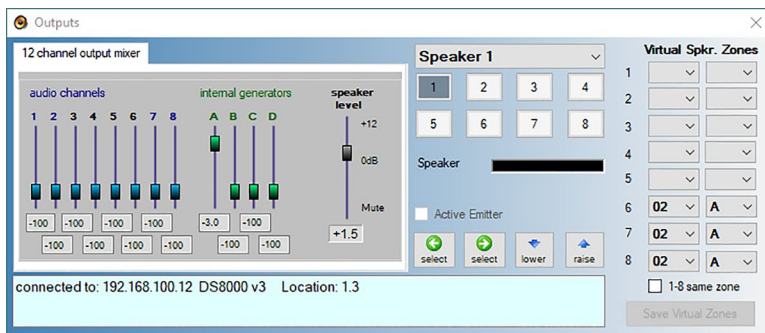 Outputs
12 channel output mixer
audio channels
internal generators
speaker level
1 2 3 4 5 6 7 8
A B C D
+12
0dB
Mute
-100 -100 -100 -100
-100 -100 -100 -100
-3.0 -100
-100 -100
+1.5
Speaker 1
1 2 3 4
5 6 7 8
Speaker
Active Emitter
select select lower raise
Virtual Spkr. Zones
1
2
3
4
5
6 02 A
7 02 A
8 02 A
1-8 same zone
Save Virtual Zones
connected to: 192.168.100.12 DS8000 v3 Location: 1.3